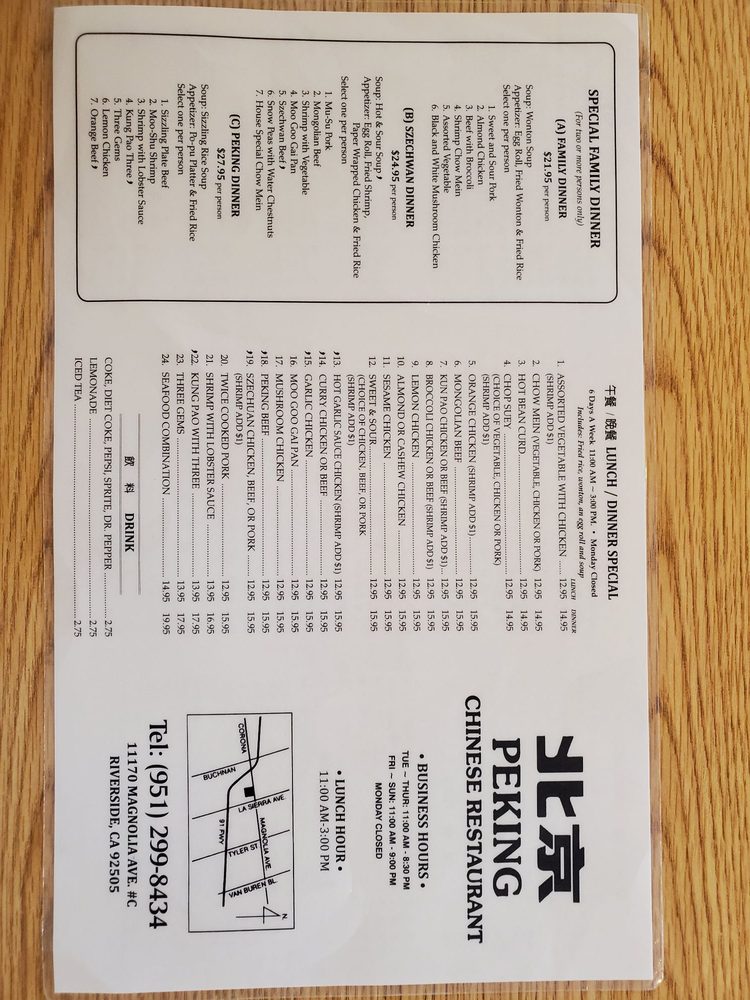 SPECIAL FAMILY DINNER
(For two or more persons only)
(A) FAMILY DINNER
$21.95 per person
Soup: Wonton Soup
Appetizer: Egg Roll, Fried Wonton & Fried Rice
Select one per person
1. Sweet and Sour Pork
2. Almond Chicken
3. Beef with Broccoli
4. Shrimp Chow Mein
5. Assorted Vegetable
6. Black and White Mushroom Chicken
(B) SZECHWAN DINNER
$24.95 per person
Soup: Hot & Sour Soup
Appetizer: Egg Roll, Fried Shrimp,
Paper Wrapped Chicken & Fried Rice
Select one per person
1. Mu-Su Pork
2. Mongolian Beef
3. Shrimp with Vegetable
4. Moo Goo Gai Pan
5. Szechwan Beef
6. Snow Peas with Water Chestnuts
7. House Special Chow Mein
(C) PEKING DINNER
$27.95 per person
Soup: Sizzling Rice Soup
Appetizer: Po-pu Platter & Fried Rice
Select one per person
1. Sizzling Plate Beef
2. Moo-Shu Shrimp
3. Shrimp with Lobster Sauce
4. Kung Pao Three
5. Three Gems
6. Lemon Chicken
7. Orange Beef
午餐 / 晚餐 LUNCH / DINNER SPECIAL
6 Days A Week 11:00 AM ~ 3:00 PM. • Monday Closed
Includes: Fried rice, wonton, an egg roll and soup
LUNCH DINNER
1. ASSORTED VEGETABLE WITH CHICKEN ..... 12.95 14.95
(SHRIMP ADD $1)
2. CHOW MEIN (VEGETABLE, CHICKEN OR PORK) 12.95 14.95
3. HOT BEAN CURD ..... 12.95 14.95
4. CHOP SUEY ..... 12.95 14.95
(CHOICE OF VEGETABLE, CHICKEN OR PORK)
(SHRIMP ADD $1)
5. ORANGE CHICKEN (SHRIMP ADD $1) ..... 12.95 15.95
6. MONGOLIAN BEEF ..... 12.95 15.95
7. KUN PAO CHICKEN OR BEEF (SHRIMP ADD $1) ... 12.95 15.95
8. BROCCOLI CHICKEN OR BEEF (SHRIMP ADD $1) 12.95 15.95
9. LEMON CHICKEN ..... 12.95 15.95
10. ALMOND OR CASHEW CHICKEN ..... 12.95 15.95
11. SESAME CHICKEN ..... 12.95 15.95
12. SWEET & SOUR ..... 12.95 15.95
(CHOICE OF CHICKEN, BEEF, OR PORK
(SHRIMP ADD $1)
13. HOT GARLIC SAUCE CHICKEN (SHRIMP ADD $1) 12.95 15.95
14. CURRY CHICKEN OR BEEF ..... 12.95 15.95
15. GARLIC CHICKEN ..... 12.95 15.95
16. MOO GOO GAI PAN ..... 12.95 15.95
17. MUSHROOM CHICKEN ..... 12.95 15.95
18. PEKING BEEF ..... 12.95 15.95
19. SZECHUAN CHICKEN, BEEF, OR PORK ..... 12.95 15.95
(SHRIMP ADD $1)
20. TWICE COOKED PORK ..... 12.95 15.95
21. SHRIMP WITH LOBSTER SAUCE ..... 13.95 16.95
22. KUNG PAO WITH THREE ..... 13.95 17.95
23. THREE GEMS ..... 13.95 17.95
24. SEAFOOD COMBINATION ..... 14.95 19.95
飲 料 DRINK
COKE, DIET COKE, PEPSI, SPRITE, DR. PEPPER ..... 2.75
LEMONADE ..... 2.75
ICED TEA ..... 2.75
北京
PEKING
CHINESE RESTAURANT
• BUSINESS HOURS •
TUE ~ THUR: 11:00 AM - 8:30 PM
FRI ~ SUN: 11:00 AM - 9:00 PM
MONDAY CLOSED
• LUNCH HOUR •
11:00 AM-3:00 PM
CORONA
BUCHNAN
LA SIERRA AVE.
MAGNOLIA AVE.
91 FWY
TYLER ST
VAN BUREN BL.
N.
Tel: (951) 299-8434
11170 MAGNOLIA AVE. #C
RIVERSIDE, CA 92505